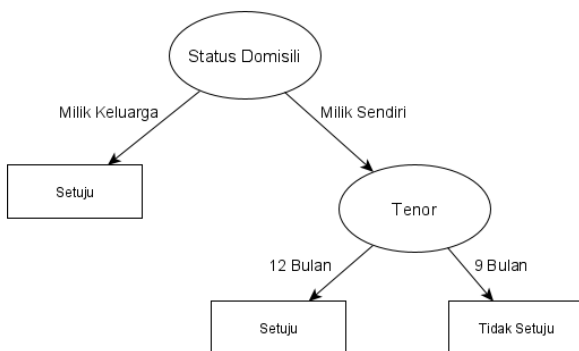 Status Domisili
Milik Keluarga
Milik Sendiri
Setuju
Tenor
12 Bulan
9 Bulan
Setuju
Tidak Setuju